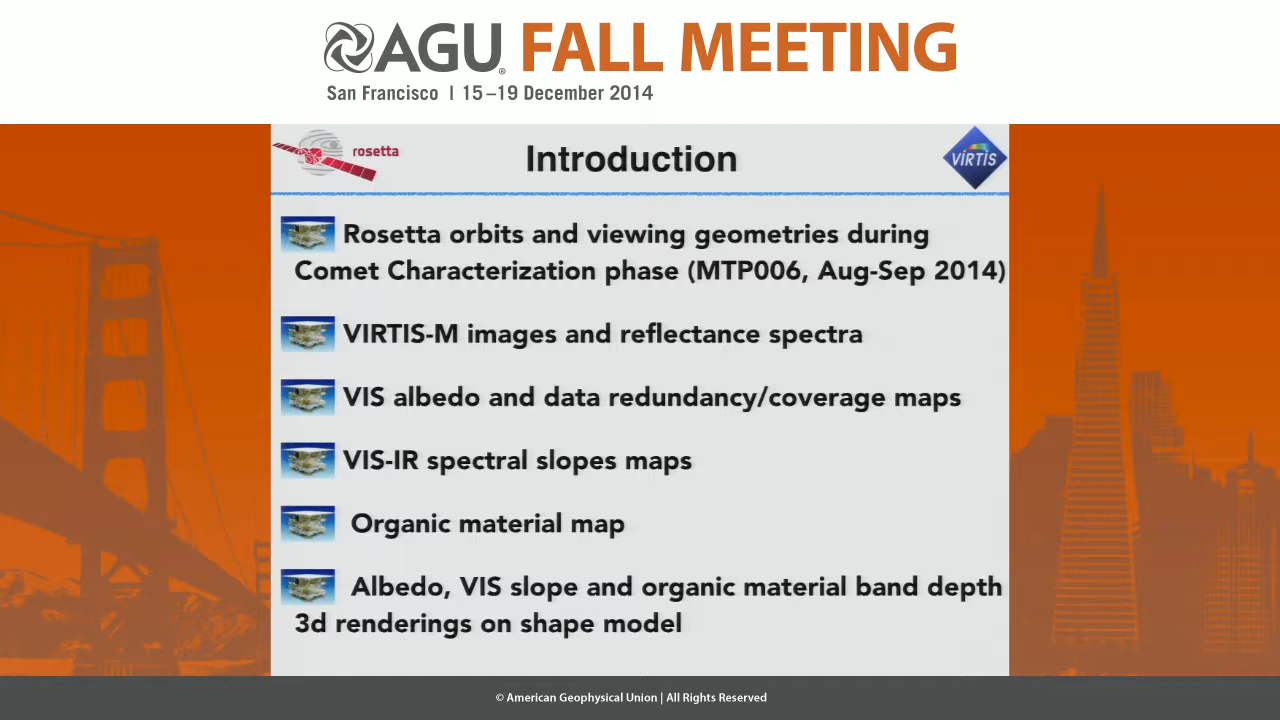 AGU® FALL MEETING
San Francisco | 15–19 December 2014
rosetta
Introduction
VIRTIS
Rosetta orbits and viewing geometries during
Comet Characterization phase (MTP006, Aug-Sep 2014)
VIRTIS-M images and reflectance spectra
VIS albedo and data redundancy/coverage maps
VIS-IR spectral slopes maps
Organic material map
Albedo, VIS slope and organic material band depth
3d renderings on shape model
© American Geophysical Union | All Rights Reserved